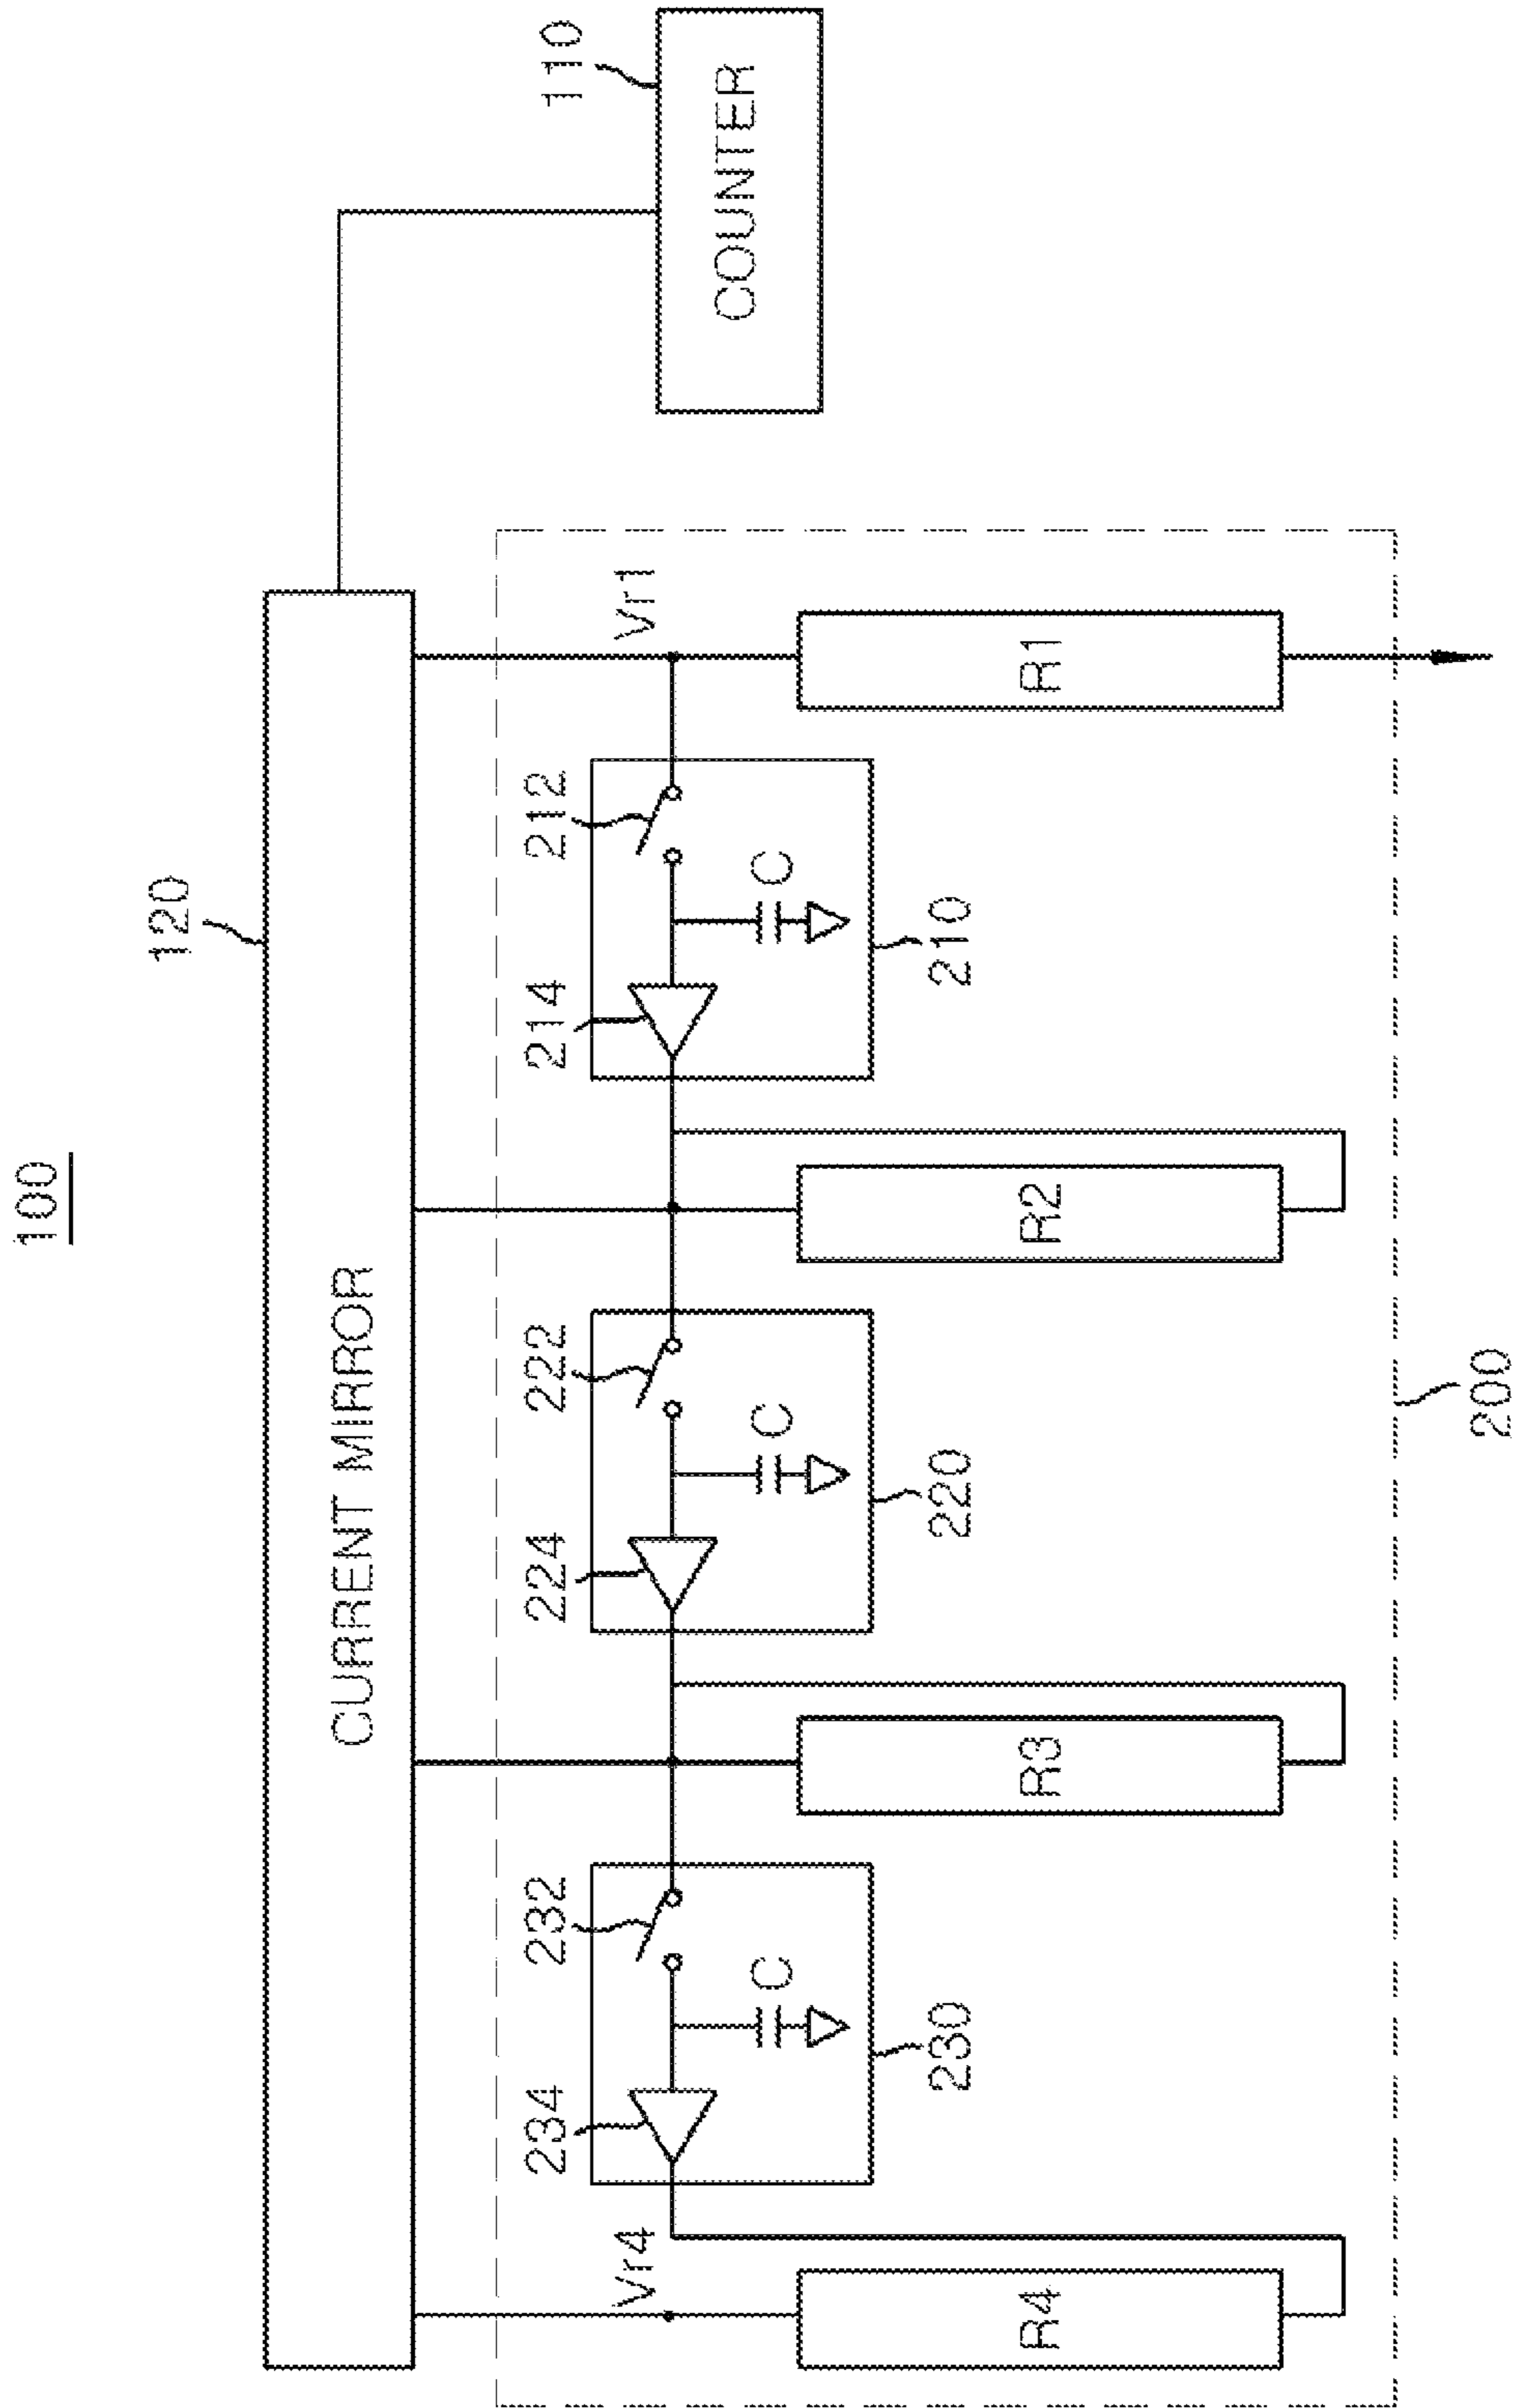 100
120
CURRENT MIRROR
110
COUNTER
Vr4
234
232
224
222
214
212
Vr1
C
C
C
230
220
210
R4
R3
R2
R1
200